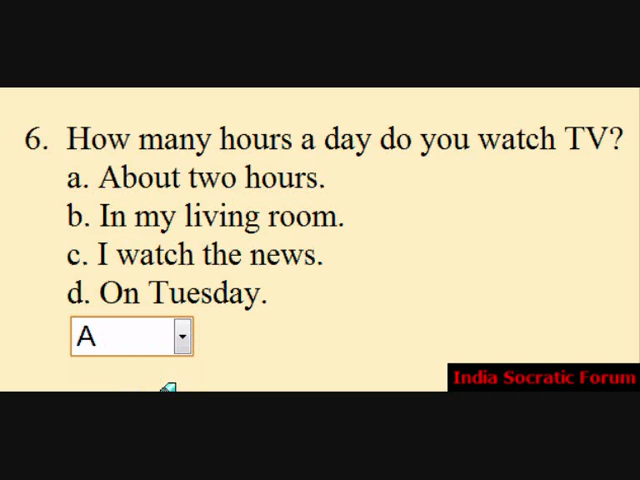 6. How many hours a day do you watch TV?
a. About two hours.
b. In my living room.
c. I watch the news.
d. On Tuesday.
A
India Socratic Forum